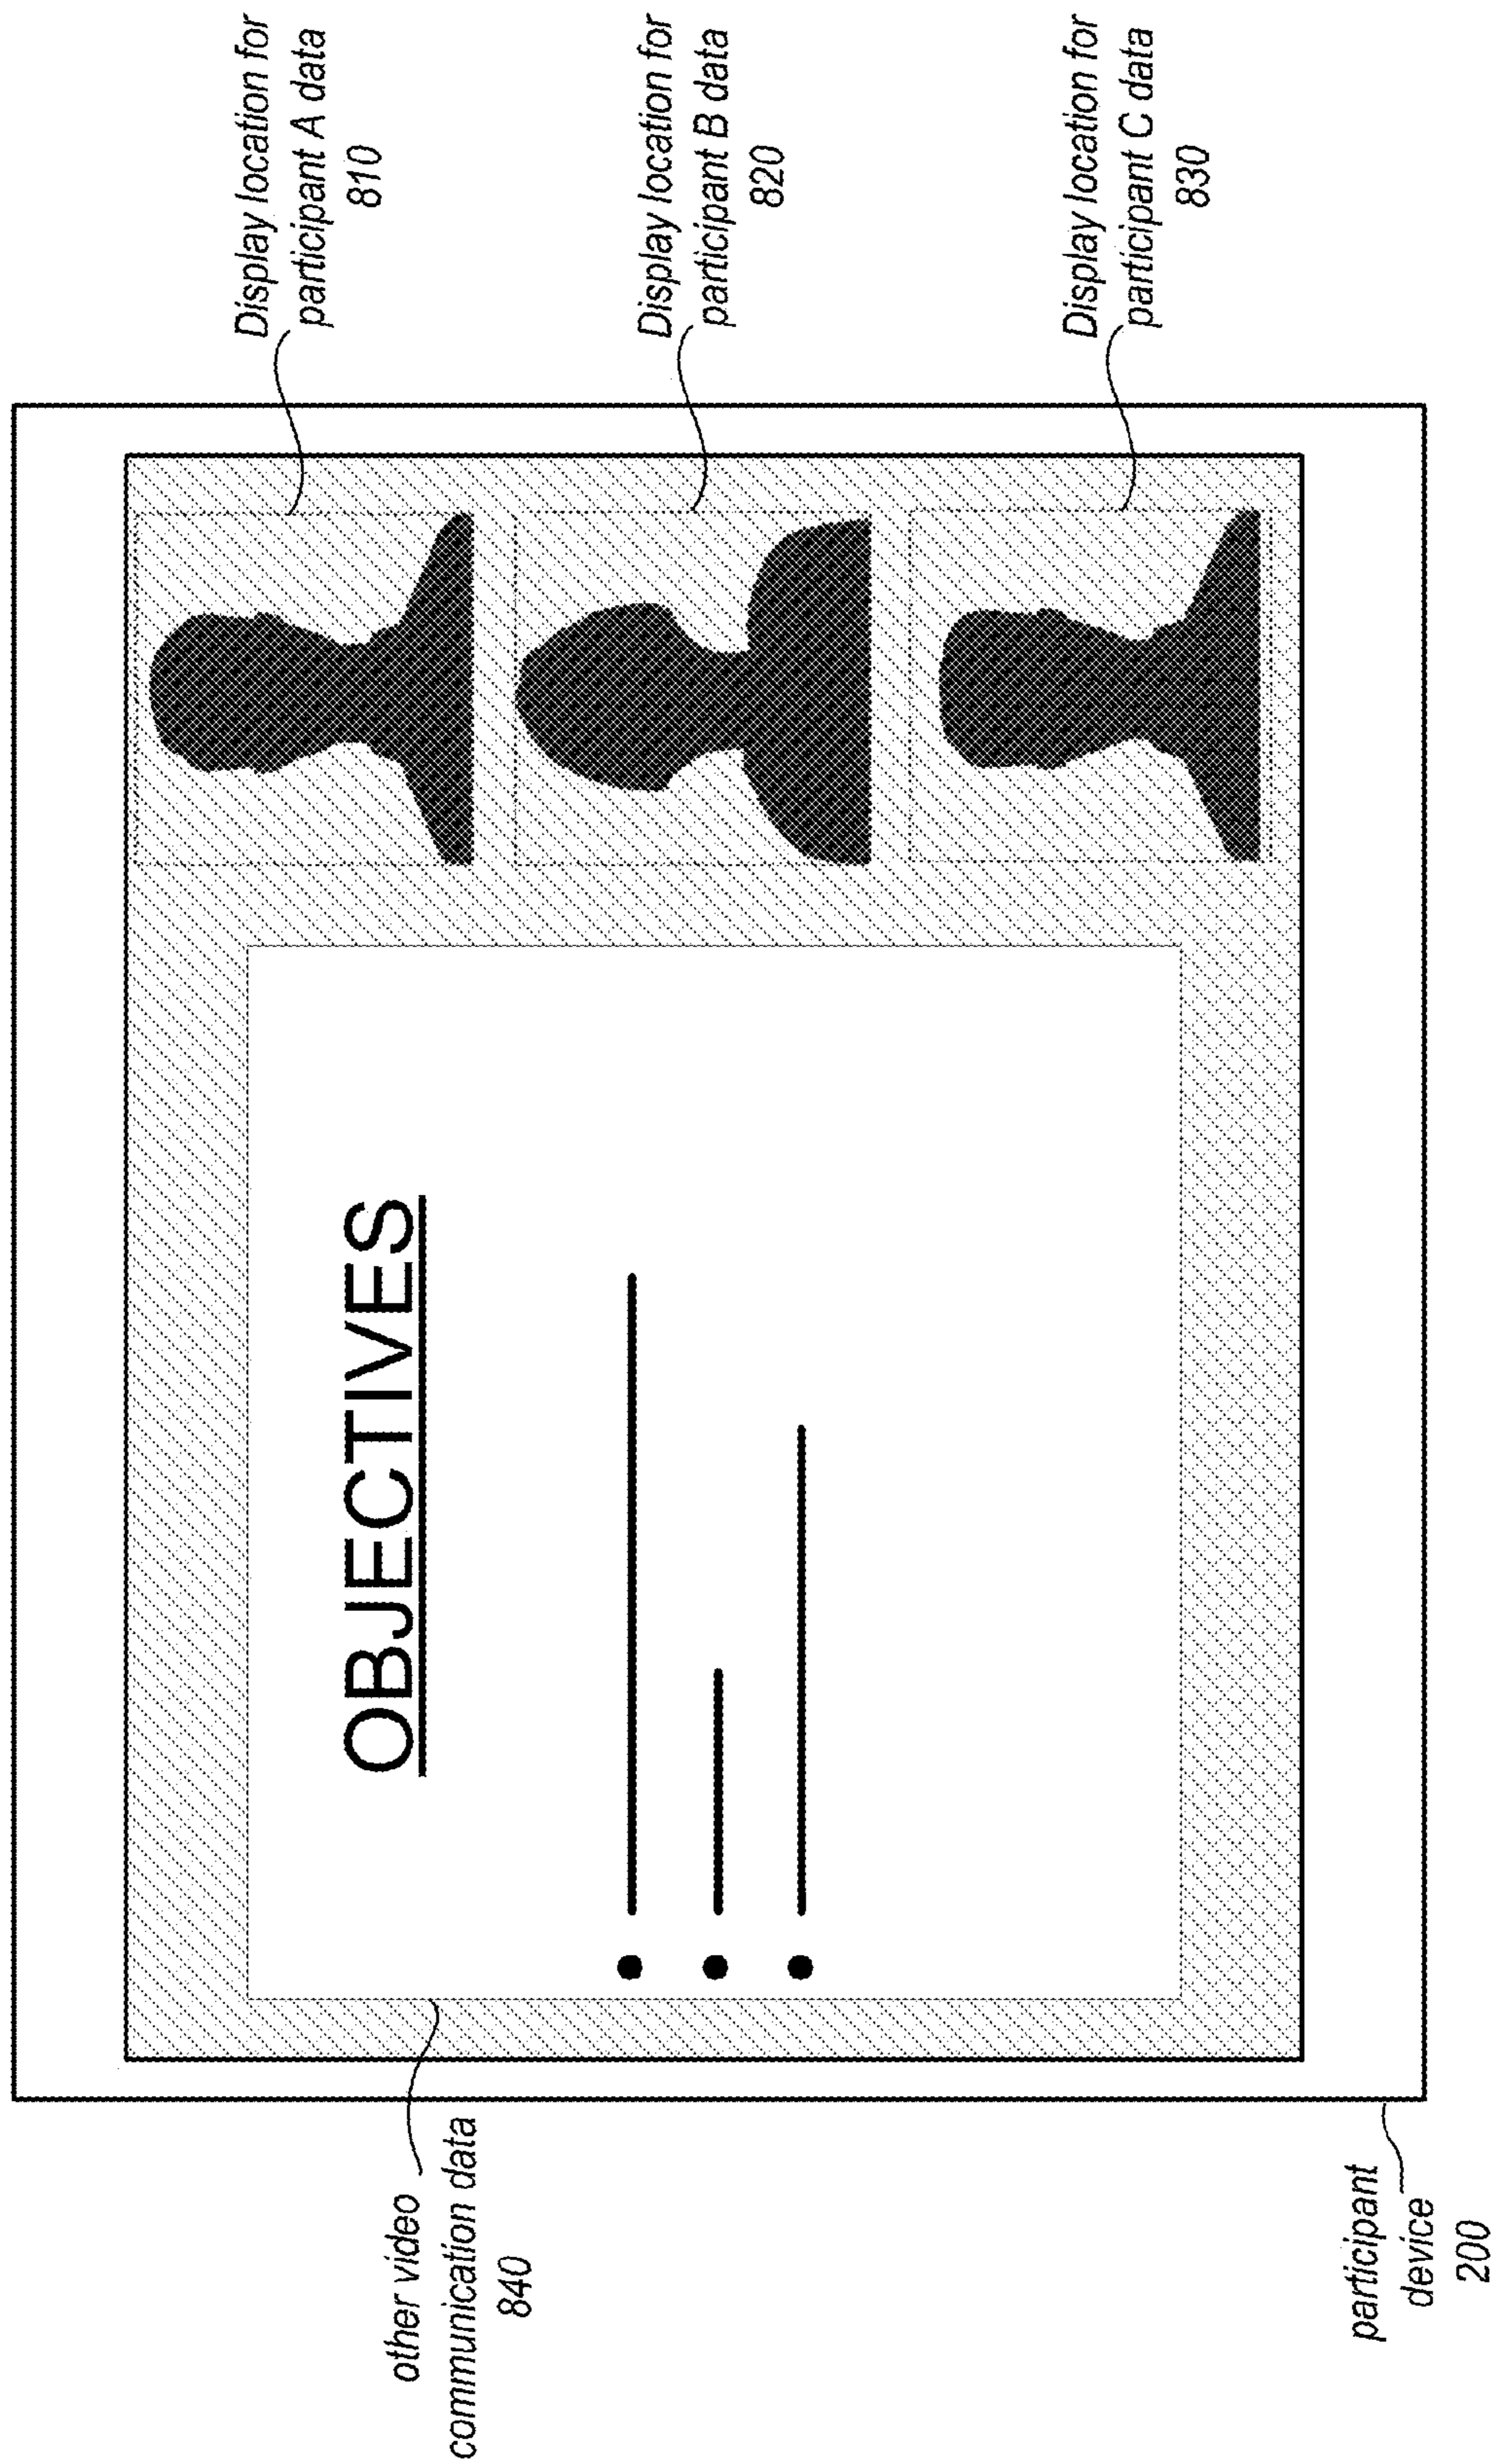 Display location for
participant A data
810
Display location for
participant B data
820
Display location for
participant C data
830
other video
communication data
840
OBJECTIVES
participant
device
200